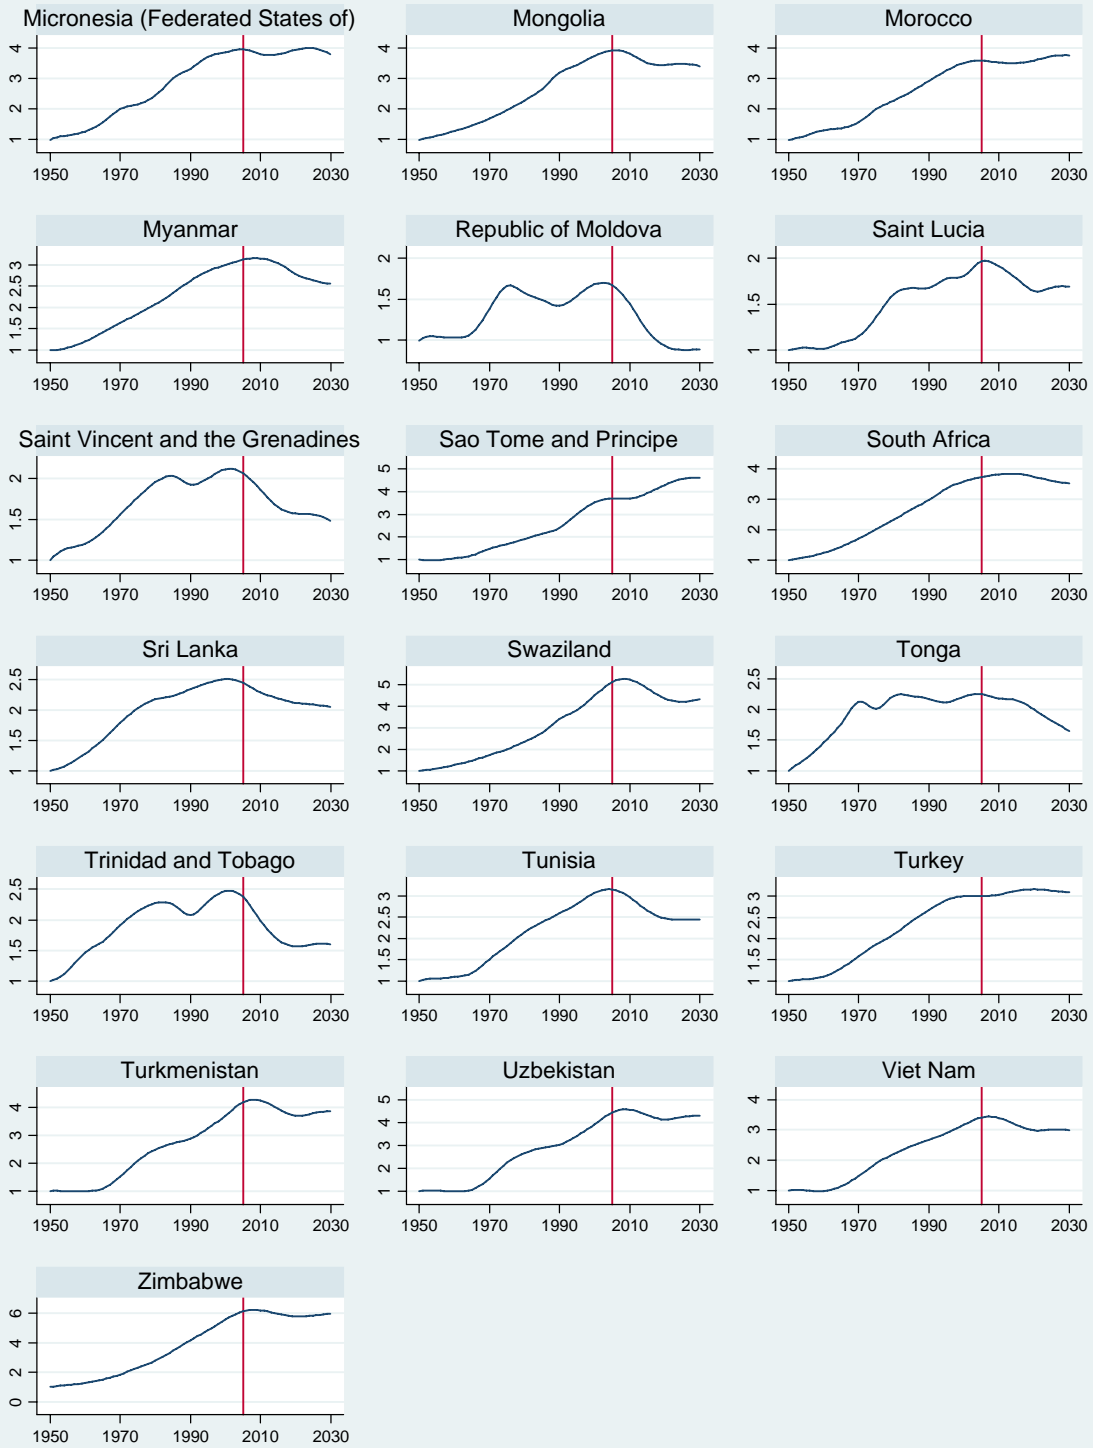 Micronesia (Federated States of) Mongolia Morocco
4 4 4
3 3 3
2 2 2
1 1 1
1950 1970 1990 2010 2030 1950 1970 1990 2010 2030 1950 1970 1990 2010 2030
Myanmar Republic of Moldova Saint Lucia
3 2 2
2.5
2 1.5 1.5
1.5
1 1 1
1950 1970 1990 2010 2030 1950 1970 1990 2010 2030 1950 1970 1990 2010 2030
Saint Vincent and the Grenadines Sao Tome and Principe South Africa
2 5 4
4 3
1.5 3 2
2
1 1 1
1950 1970 1990 2010 2030 1950 1970 1990 2010 2030 1950 1970 1990 2010 2030
Sri Lanka Swaziland Tonga
2.5 5 2.5
2 4 2
3
1.5 2 1.5
1 1 1
1950 1970 1990 2010 2030 1950 1970 1990 2010 2030 1950 1970 1990 2010 2030
Trinidad and Tobago Tunisia Turkey
2.5 3 3
2 2.5 2.5
2 2
1.5 1.5 1.5
1 1 1
1950 1970 1990 2010 2030 1950 1970 1990 2010 2030 1950 1970 1990 2010 2030
Turkmenistan Uzbekistan Viet Nam
4 5 4
3 4 3
3
2 2 2
1 1 1
1950 1970 1990 2010 2030 1950 1970 1990 2010 2030 1950 1970 1990 2010 2030
Zimbabwe
6
4
2
0
1950 1970 1990 2010 2030